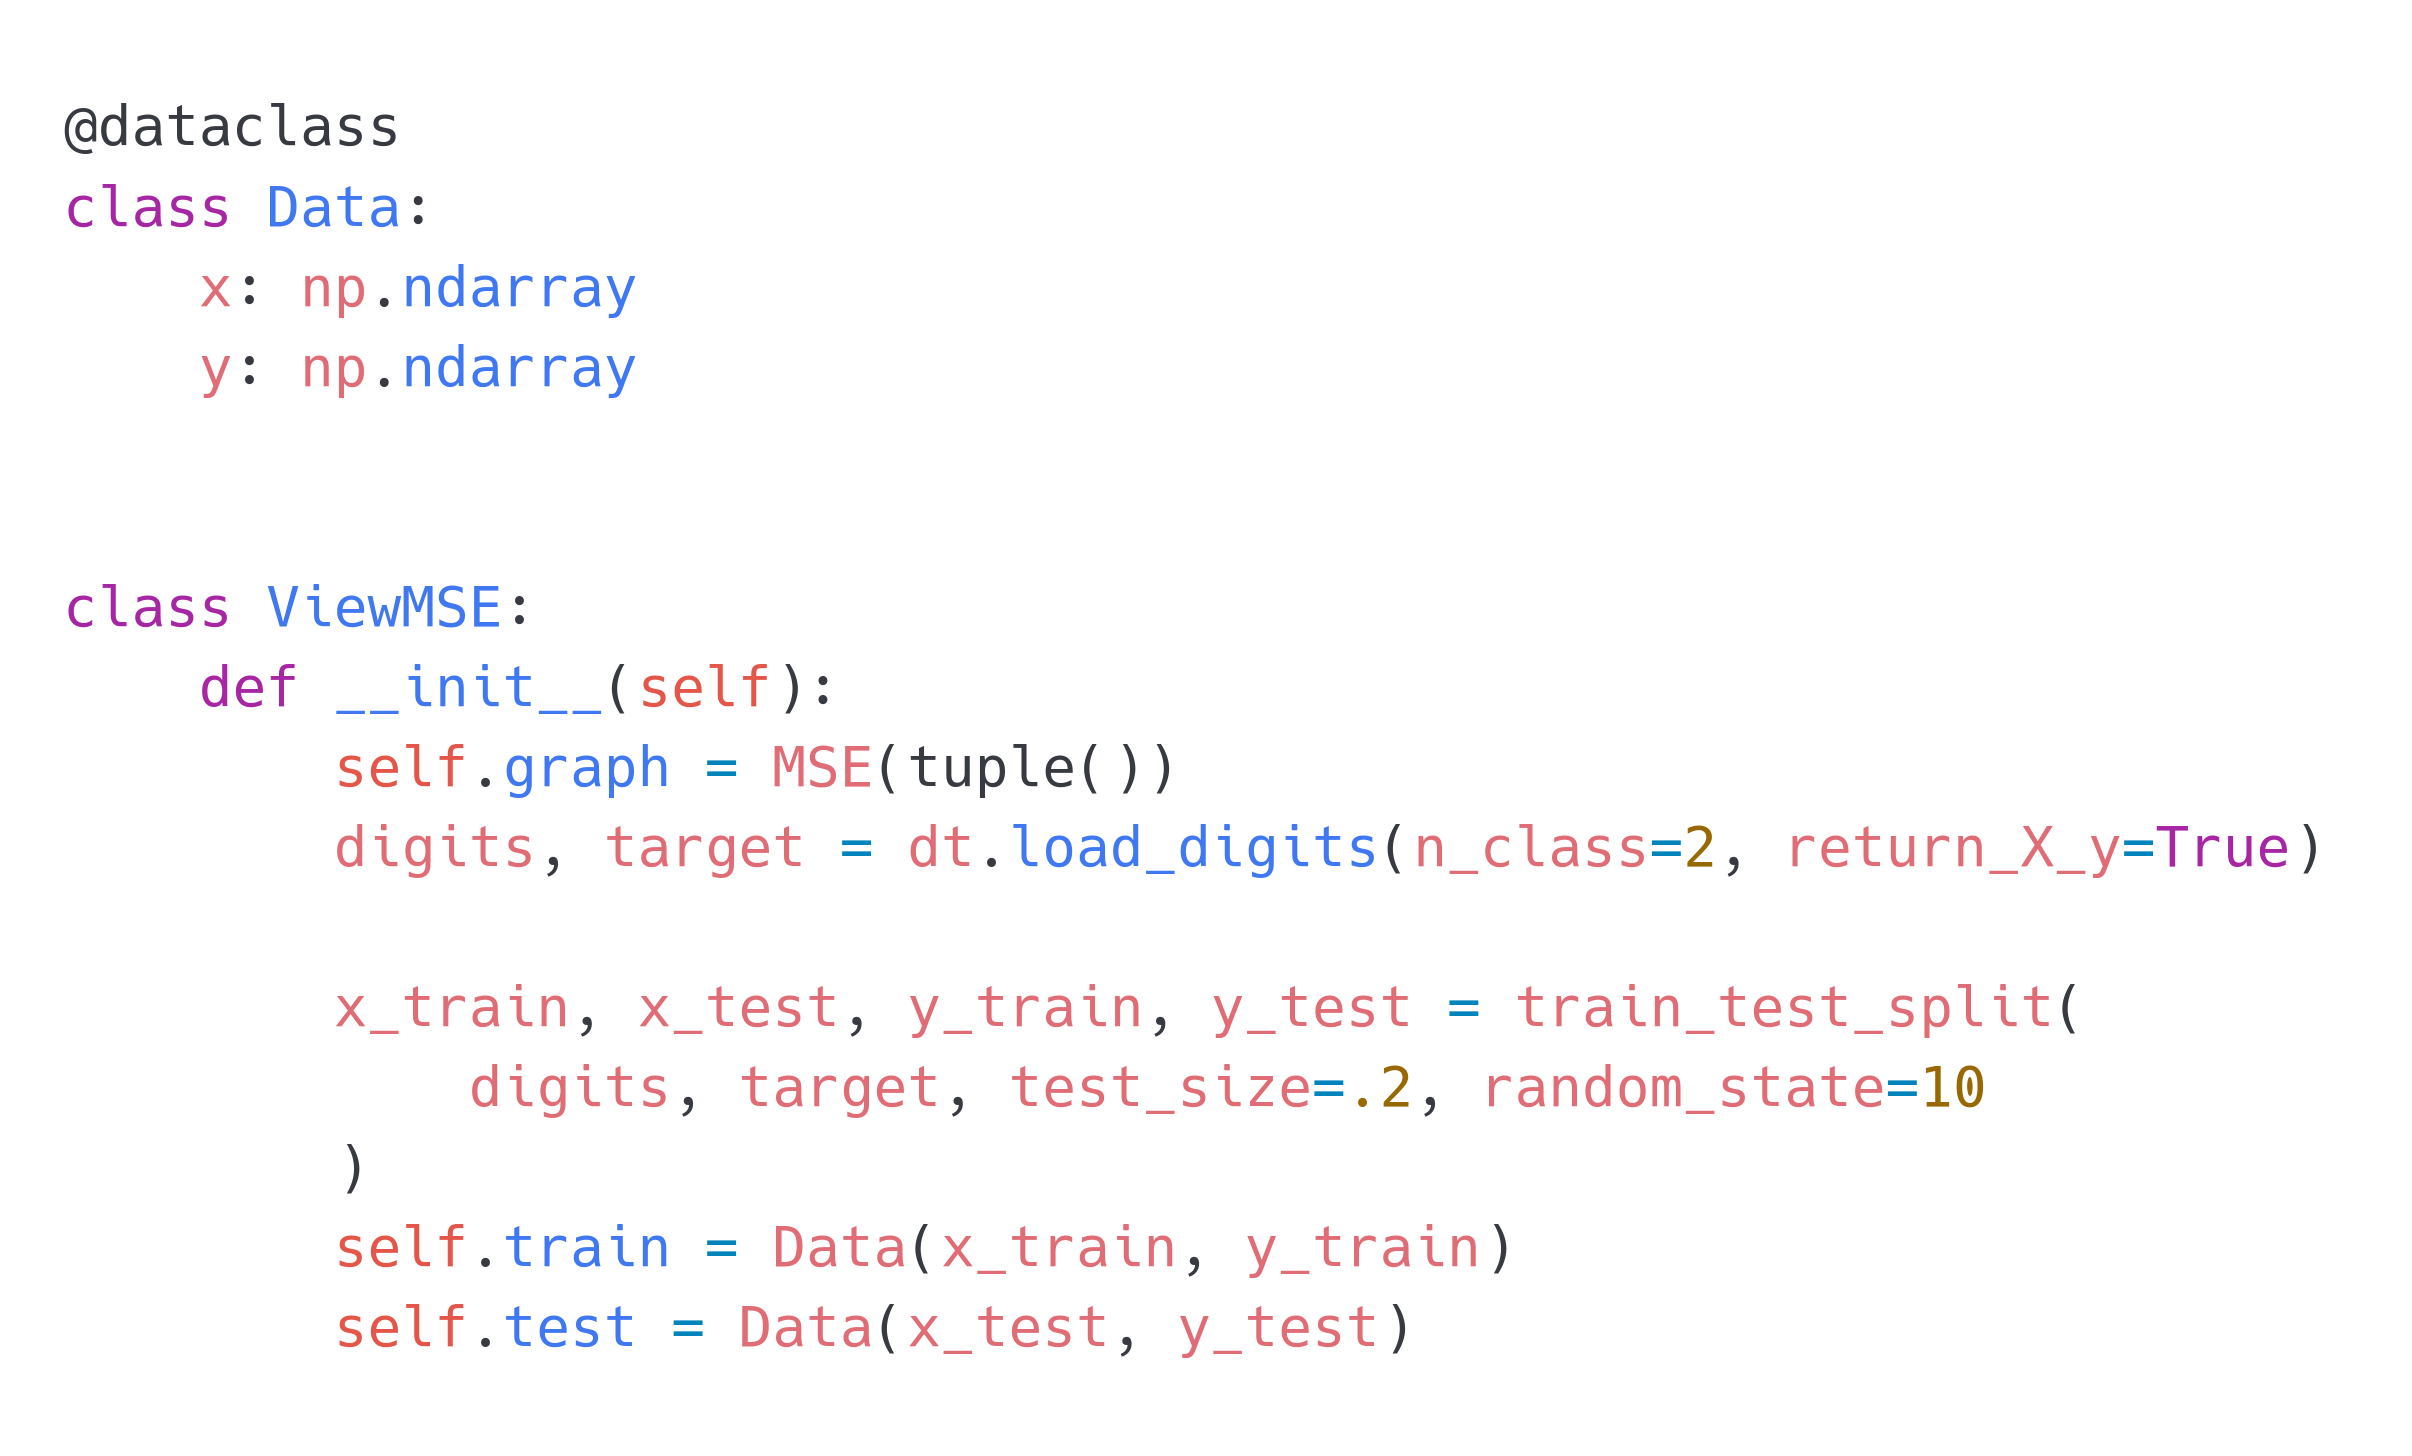 @dataclass
class Data:
    x: np.ndarray
    y: np.ndarray


class ViewMSE:
    def __init__(self):
        self.graph = MSE(tuple())
        digits, target = dt.load_digits(n_class=2, return_X_y=True)

        x_train, x_test, y_train, y_test = train_test_split(
            digits, target, test_size=.2, random_state=10
        )
        self.train = Data(x_train, y_train)
        self.test = Data(x_test, y_test)